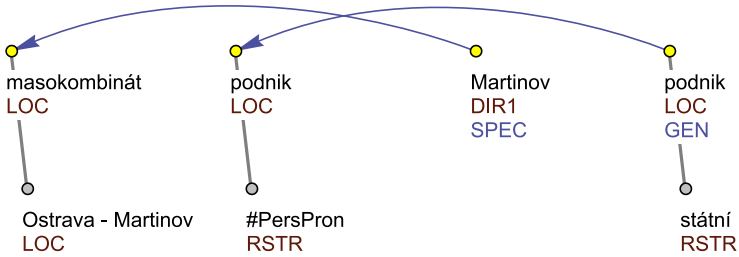 masokombinát podnik Martinov podnik
LOC LOC DIR1 LOC
SPEC GEN
Ostrava - Martinov #PersPron státní
LOC RSTR RSTR